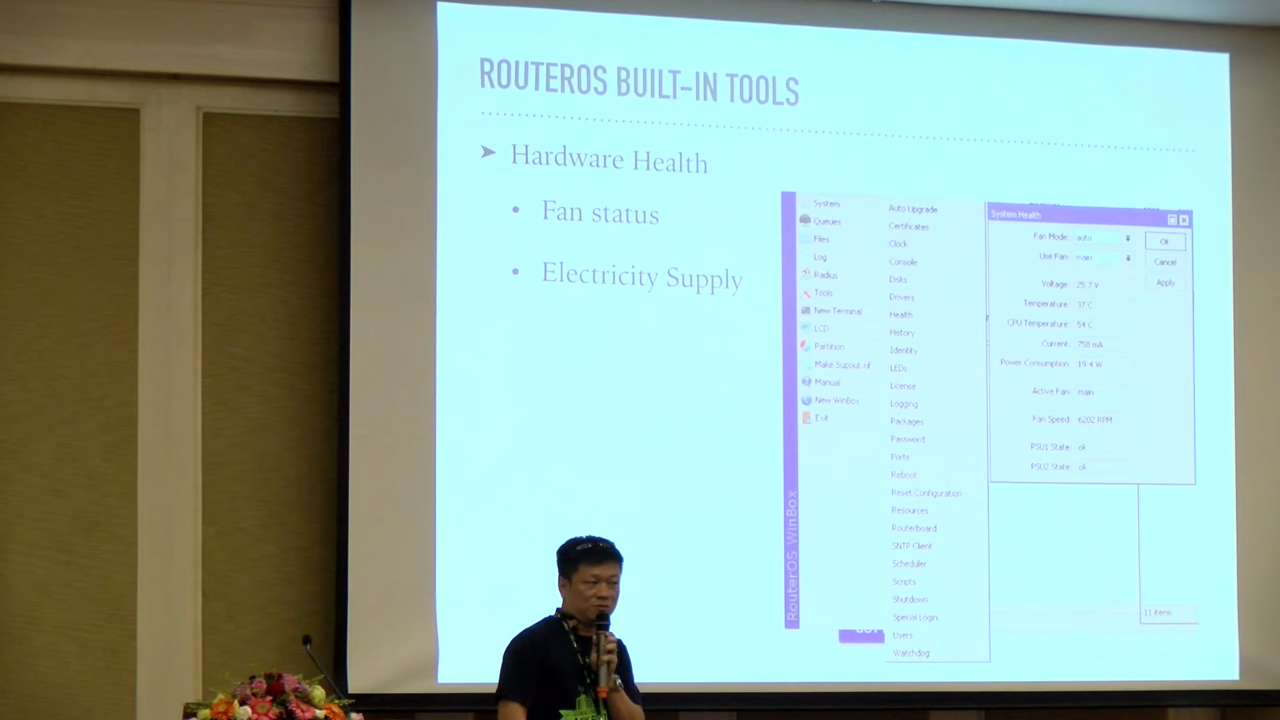 ROUTEROS BUILT-IN TOOLS
➤ Hardware Health
• Fan status
• Electricity Supply
System
Queues
Files
Log
Radius
Tools
New Terminal
LCD
Partition
Make Supout.rif
Manual
New WinBox
Exit
RouterOS WinBox
Auto Upgrade
Certificates
Clock
Console
Disks
Drivers
Health
History
Identity
LEDs
License
Logging
Packages
Password
Ports
Reboot
Reset Configuration
Resources
Routerboard
SNTP Client
Scheduler
Scripts
Shutdown
Special Login
Users
Watchdog
System Health
Fan Mode: auto
OK
Use Fan: main
Cancel
Voltage: 25.7 V
Apply
Temperature: 37 C
CPU Temperature: 54 C
Current: 758 mA
Power Consumption: 19.4 W
Active Fan: main
Fan Speed: 6202 RPM
PSU1 State: ok
PSU2 State: ok
11 items